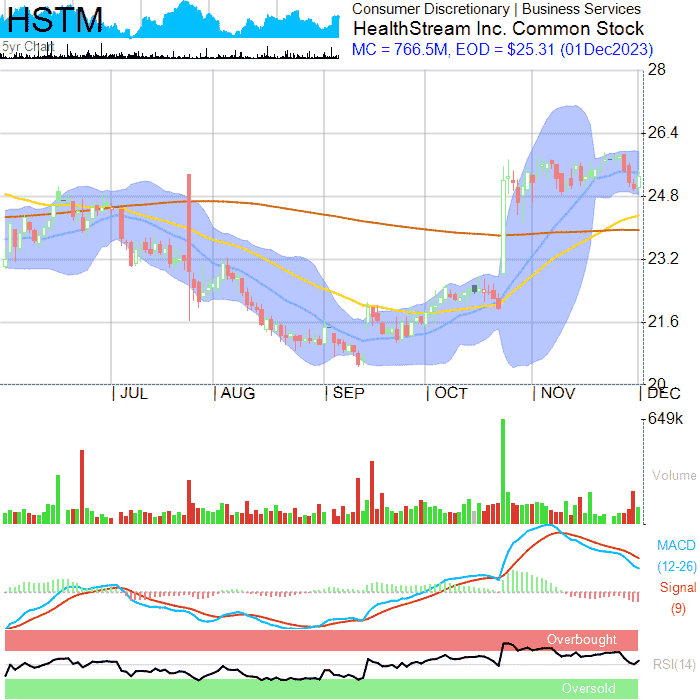 HSTM
Consumer Discretionary | Business Services
HealthStream Inc. Common Stock
5yr Chart
MC = 766.5M, EOD = $25.31 (01Dec2023)
28
26.4
24.8
23.2
21.6
20
JUL AUG SEP OCT NOV DEC
649k
Volume
MACD
(12-26)
Signal
(9)
Overbought
RSI(14)
Oversold